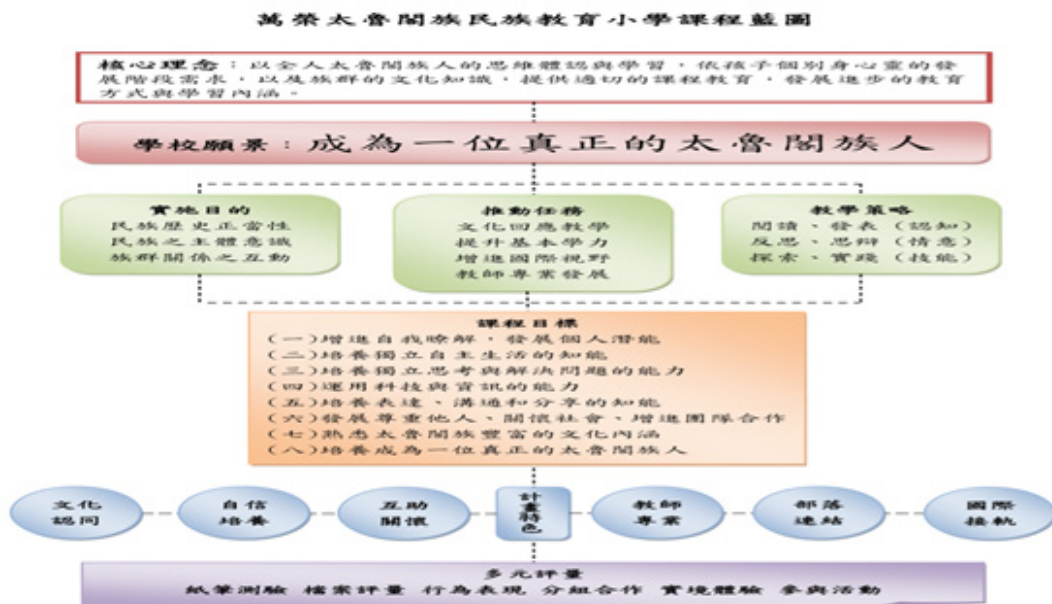 萬榮太魯閣族民族教育小學課程藍圖
核心理念：以全人太魯閣族人的思維體認與學習，依孩子個別身心靈的發
展階段需求，以及族群的文化知識，提供適切的課程教育，發展進步的教育
方式與學習內涵。
學校願景：成為一位真正的太魯閣族人
實施目的
民族歷史正當性
民族之主體意識
族群關係之互動
推動任務
文化回應教學
提升基本學力
增進國際視野
教師專業發展
教學策略
閱讀、發表（認知）
反思、思辯（情意）
探索、實踐（技能）
課程目標
(一)增進自我瞭解，發展個人潛能
(二)培養獨立自主生活的知能
(三)培養獨立思考與解決問題的能力
(四)運用科技與資訊的能力
(五)培養表達、溝通和分享的知能
(六)發展尊重他人、關懷社會、增進團隊合作
(七)熟悉太魯閣族豐富的文化內涵
(八)培養成為一位真正的太魯閣族人
文化
認同
自信
培養
互助
關懷
計畫特色
教師
專業
部落
連結
國際
接軌
多元評量
紙筆測驗 檔案評量 行為表現 分組合作 實境體驗 參與活動